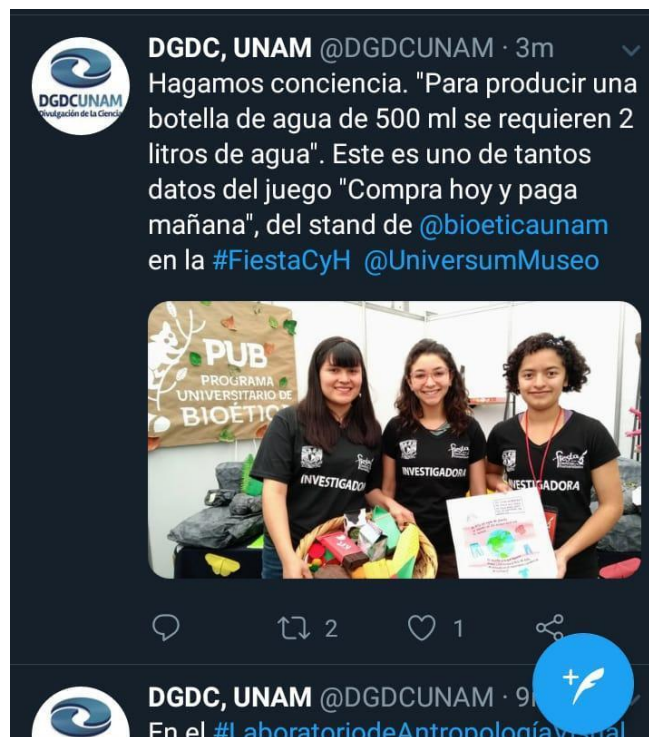 DGDC, UNAM @DGDCUNAM · 3m
DGDCUNAM
Divulgación de la Ciencia
Hagamos conciencia. "Para producir una
botella de agua de 500 ml se requieren 2
litros de agua". Este es uno de tantos
datos del juego "Compra hoy y paga
mañana", del stand de @bioeticaunam
en la #FiestaCyH @UniversumMuseo
PUB
PROGRAMA
UNIVERSITARIO DE
BIOÉTIC
INVESTIGADO
INVESTIGADORA
INVESTIGADORA
2
1
DGDC, UNAM @DGDCUNAM · 9
En el #LaboratoriodeAntropologíaVisual